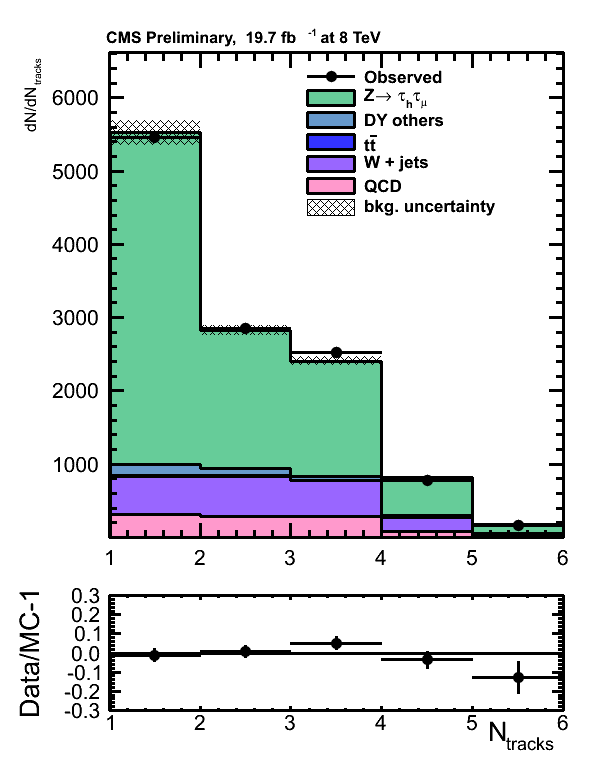 CMS Preliminary, 19.7 fb -1 at 8 TeV
dN/dNtracks
6000
5000
4000
3000
2000
1000
Observed
Z→ τhτμ
DY others
tt̄
W + jets
QCD
bkg. uncertainty
1 2 3 4 5 6
Data/MC-1
0.3
0.2
0.1
0.0
-0.1
-0.2
-0.3
1 2 3 4 5 6
Ntracks